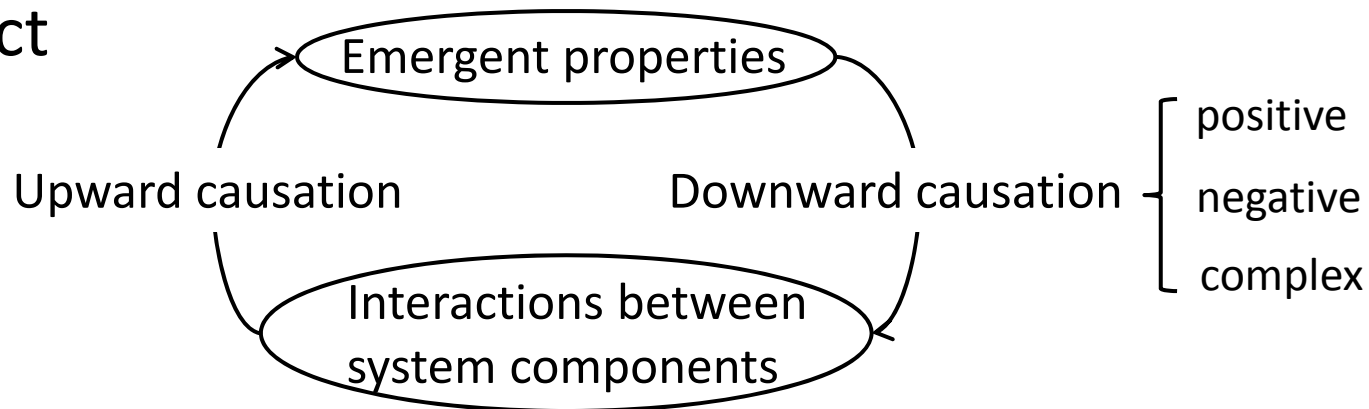 ct
Emergent properties
positive
Upward causation
Downward causation
negative
complex
Interactions between
system components